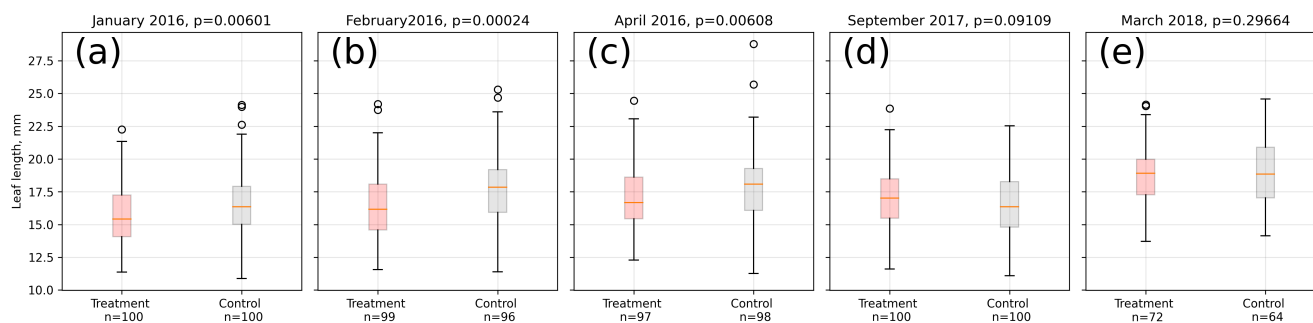 January 2016, p=0.00601
February2016, p=0.00024
April 2016, p=0.00608
September 2017, p=0.09109
March 2018, p=0.29664
(a)
(b)
(c)
(d)
(e)
Leaf length, mm
27.5
25.0
22.5
20.0
17.5
15.0
12.5
10.0
Treatment
n=100
Control
n=100
Treatment
n=99
Control
n=96
Treatment
n=97
Control
n=98
Treatment
n=100
Control
n=100
Treatment
n=72
Control
n=64